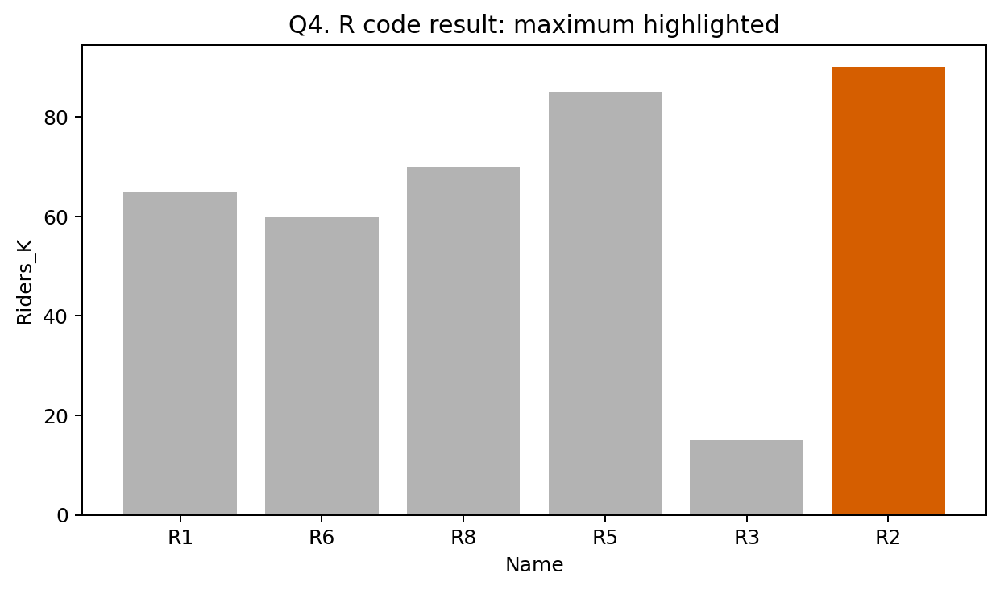 Q4. R code result: maximum highlighted
Riders_K
80
60
40
20
0
R1 R6 R8 R5 R3 R2
Name